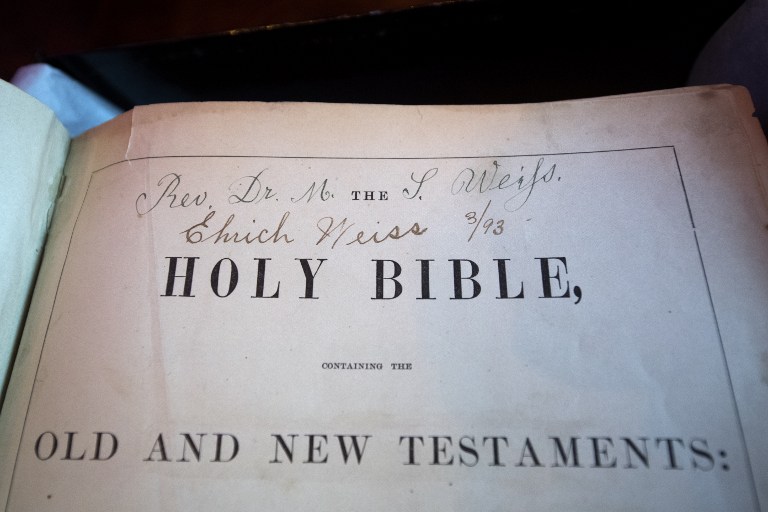 Rev. Dr. M. THE S. Weiſs.
Ehrich Weiss 3/93
HOLY BIBLE,
CONTAINING THE
OLD AND NEW TESTAMENTS: